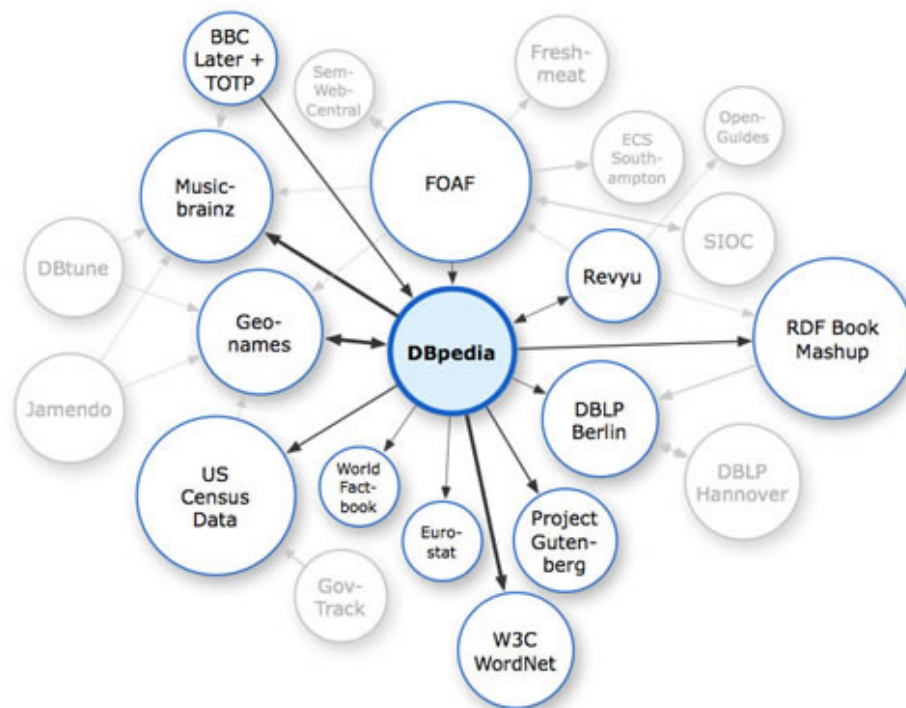 BBC
Later +
TOTP
Sem-
Web-
Central
Fresh-
meat
Open-
Guides
ECS
South-
ampton
FOAF
Music-
brainz
SIOC
DBtune
Revyu
Geo-
names
DBpedia
RDF Book
Mashup
Jamendo
DBLP
Berlin
US
Census
Data
World
Fact-
book
DBLP
Hannover
Euro-
stat
Project
Guten-
berg
Gov-
Track
W3C
WordNet